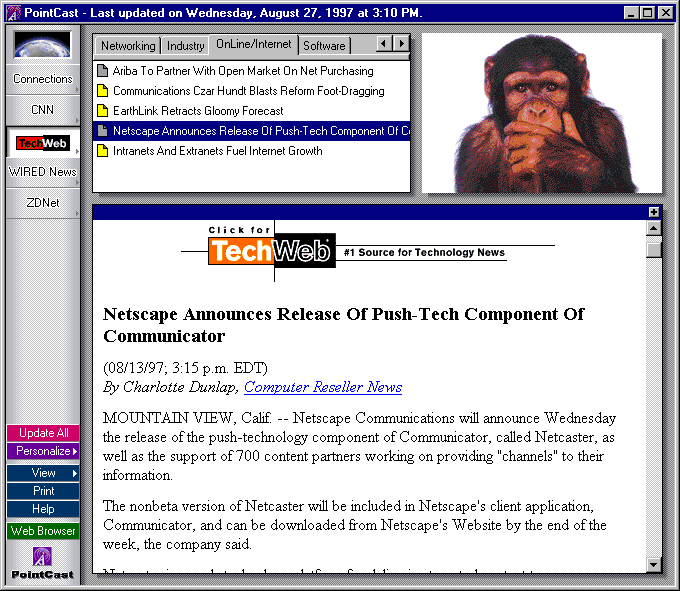 PointCast - Last updated on Wednesday, August 27, 1997 at 3:10 PM.
Connections
CNN
TechWeb
WIRED News
ZDNet
Update All
Personalize
View
Print
Help
Web Browser
PointCast
Networking Industry OnLine/Internet Software
Ariba To Partner With Open Market On Net Purchasing
Communications Czar Hundt Blasts Reform Foot-Dragging
EarthLink Retracts Gloomy Forecast
Netscape Announces Release Of Push-Tech Component Of
Intranets And Extranets Fuel Internet Growth
Click for
TechWeb
#1 Source for Technology News
Netscape Announces Release Of Push-Tech Component Of
Communicator
(08/13/97; 3:15 p.m. EDT)
By Charlotte Dunlap, Computer Reseller News
MOUNTAIN VIEW, Calif. -- Netscape Communications will announce Wednesday
the release of the push-technology component of Communicator, called Netcaster, as
well as the support of 700 content partners working on providing "channels" to their
information.
The nonbeta version of Netcaster will be included in Netscape's client application,
Communicator, and can be downloaded from Netscape's Website by the end of the
week, the company said.